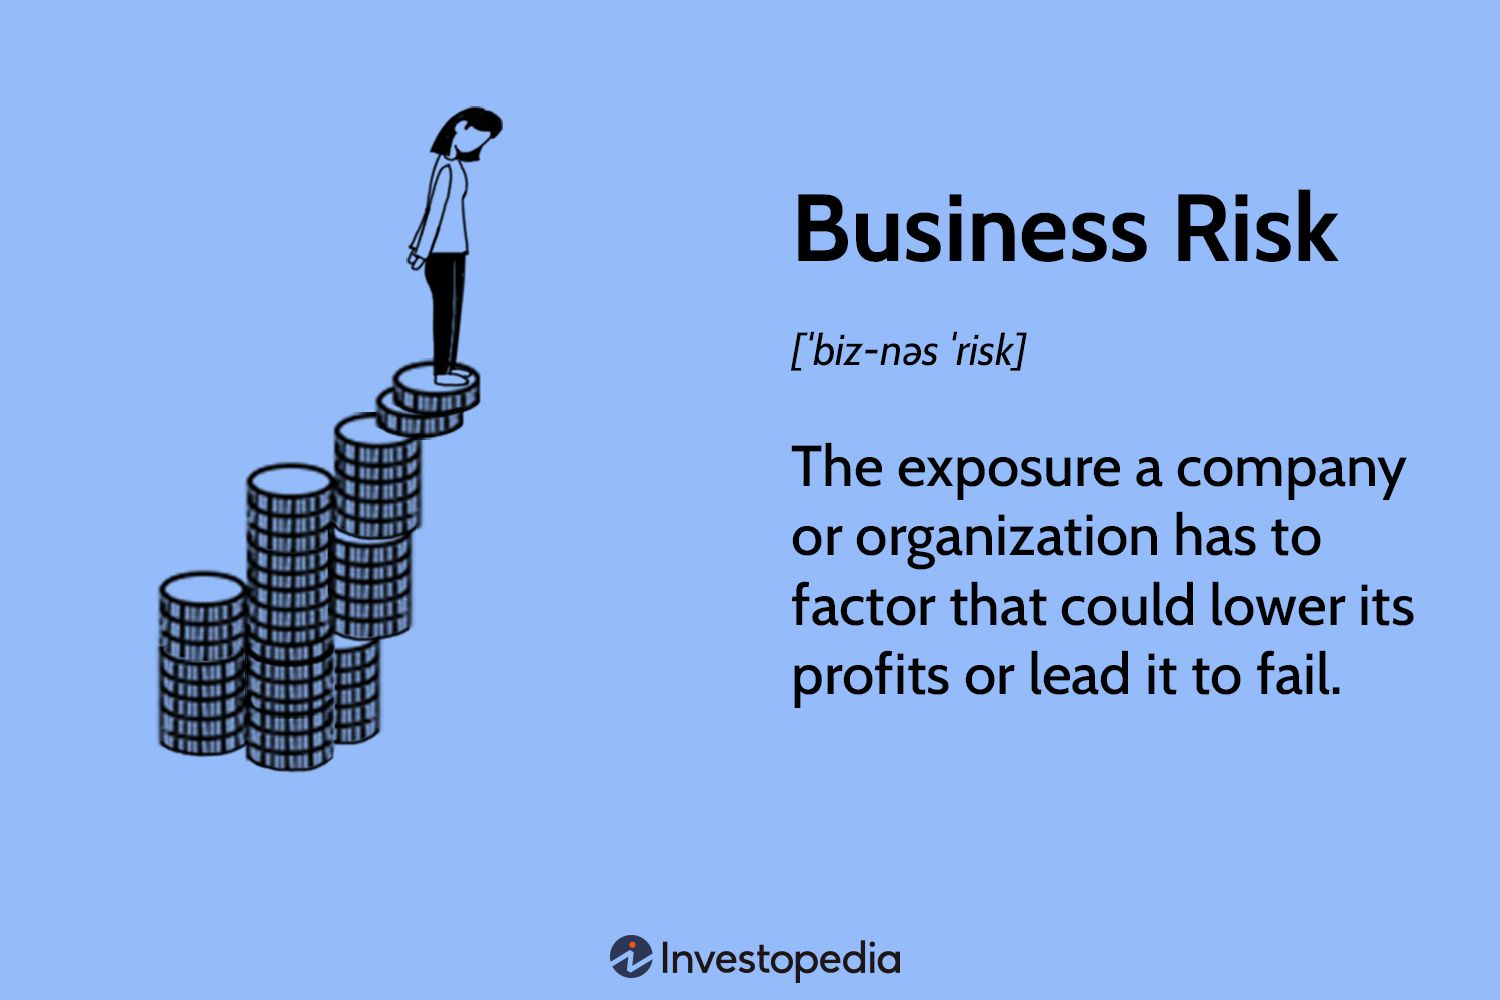 Business Risk
[ˈbiz-nəs ˈrisk]
The exposure a company
or organization has to
factor that could lower its
profits or lead it to fail.
Investopedia